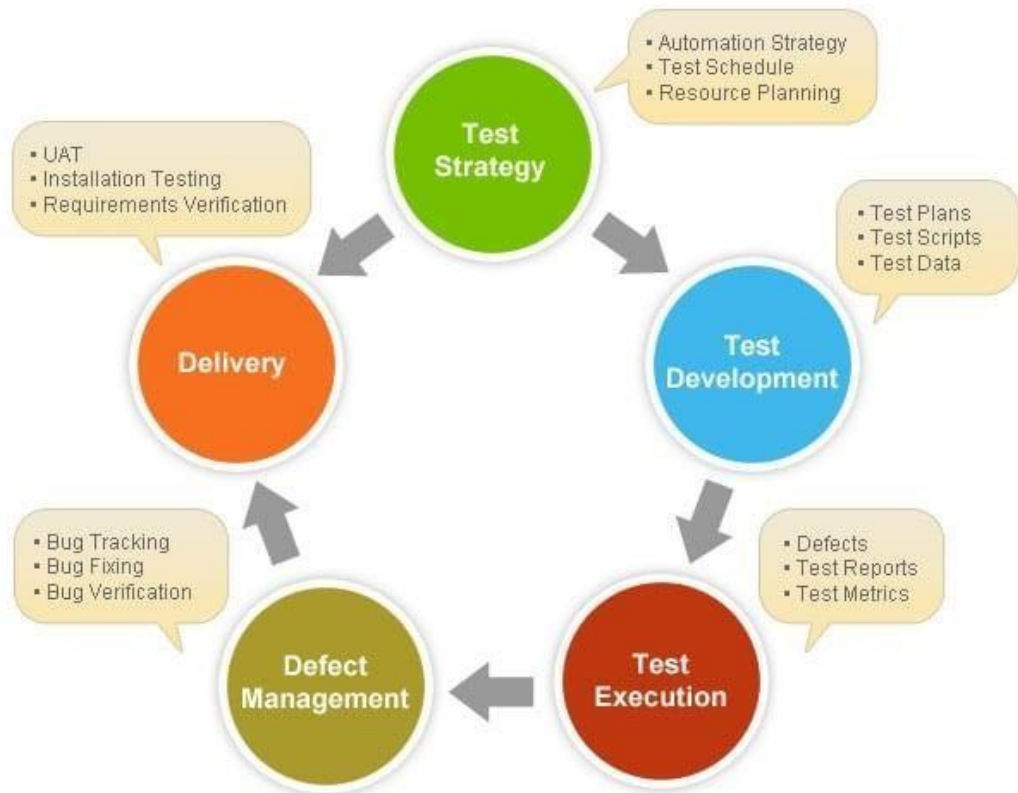 Test
Strategy
▪ Automation Strategy
▪ Test Schedule
▪ Resource Planning
Test
Development
▪ Test Plans
▪ Test Scripts
▪ Test Data
Test
Execution
▪ Defects
▪ Test Reports
▪ Test Metrics
Defect
Management
▪ Bug Tracking
▪ Bug Fixing
▪ Bug Verification
Delivery
▪ UAT
▪ Installation Testing
▪ Requirements Verification